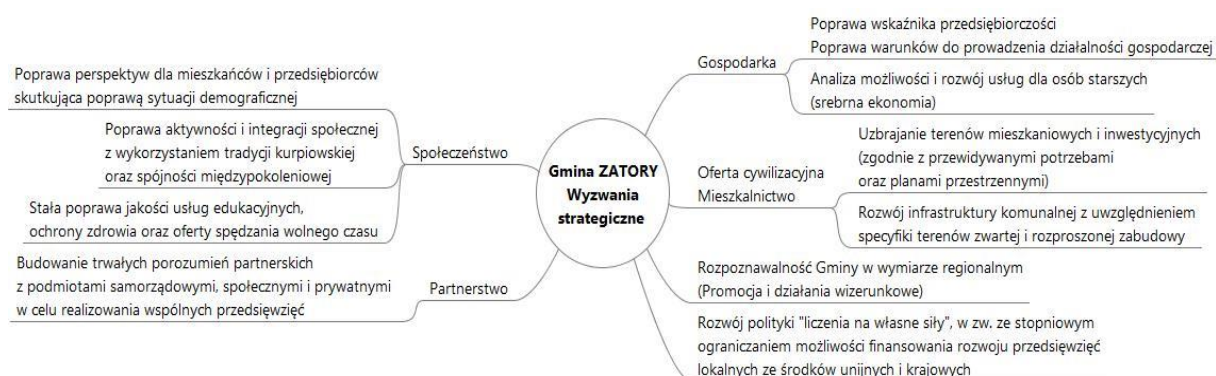 Gmina ZATORY
Wyzwania
strategiczne
Gospodarka
Poprawa wskaźnika przedsiębiorczości
Poprawa warunków do prowadzenia działalności gospodarczej
Analiza możliwości i rozwój usług dla osób starszych
(srebrna ekonomia)
Oferta cywilizacyjna
Mieszkalnictwo
Uzbrajanie terenów mieszkaniowych i inwestycyjnych
(zgodnie z przewidywanymi potrzebami
oraz planami przestrzennymi)
Rozwój infrastruktury komunalnej z uwzględnieniem
specyfiki terenów zwartej i rozproszonej zabudowy
Rozpoznawalność Gminy w wymiarze regionalnym
(Promocja i działania wizerunkowe)
Rozwój polityki "liczenia na własne siły", w zw. ze stopniowym
ograniczaniem możliwości finansowania rozwoju przedsięwzięć
lokalnych ze środków unijnych i krajowych
Społeczeństwo
Poprawa perspektyw dla mieszkańców i przedsiębiorców
skutkująca poprawą sytuacji demograficznej
Poprawa aktywności i integracji społecznej
z wykorzystaniem tradycji kurpiowskiej
oraz spójności międzypokoleniowej
Stała poprawa jakości usług edukacyjnych,
ochrony zdrowia oraz oferty spędzania wolnego czasu
Partnerstwo
Budowanie trwałych porozumień partnerskich
z podmiotami samorządowymi, społecznymi i prywatnymi
w celu realizowania wspólnych przedsięwzięć